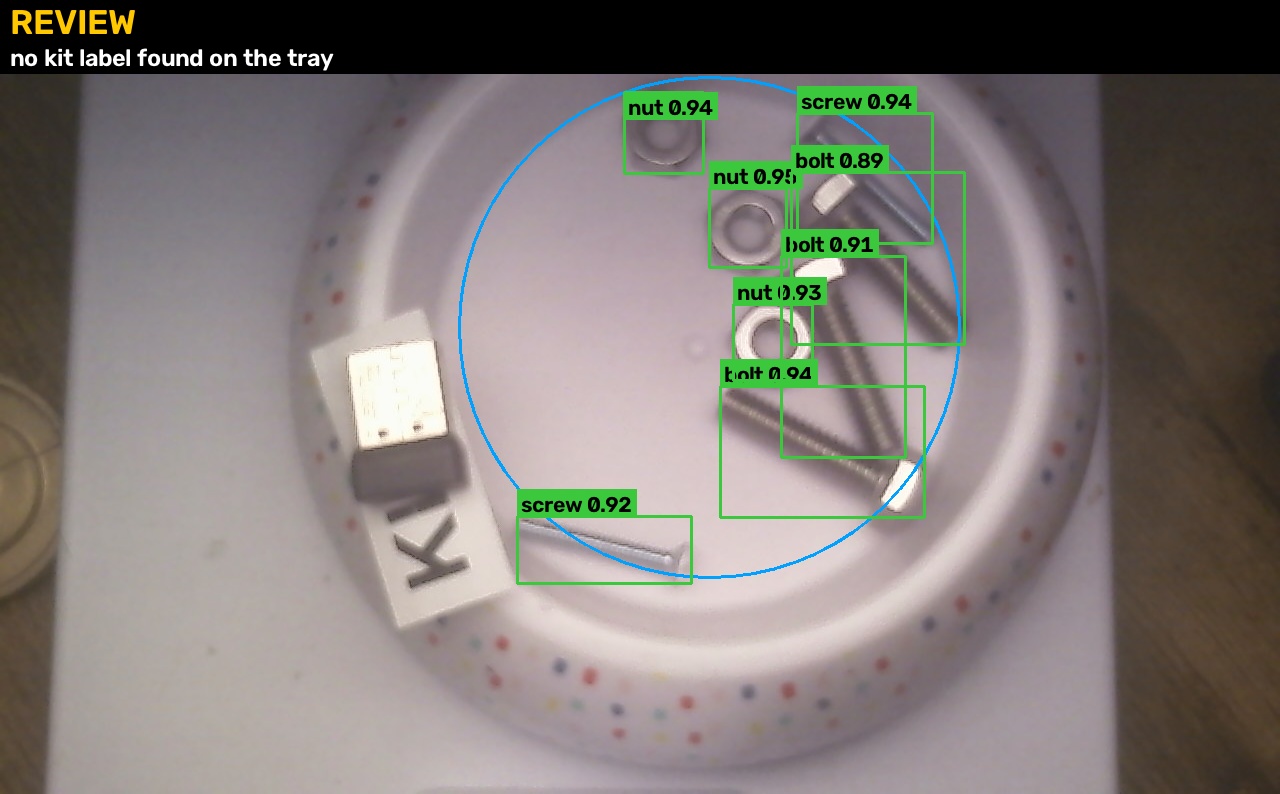 REVIEW
no kit label found on the tray
nut 0.94
screw 0.94
bolt 0.89
nut 0.95
bolt 0.91
nut 0.93
bolt 0.94
screw 0.92